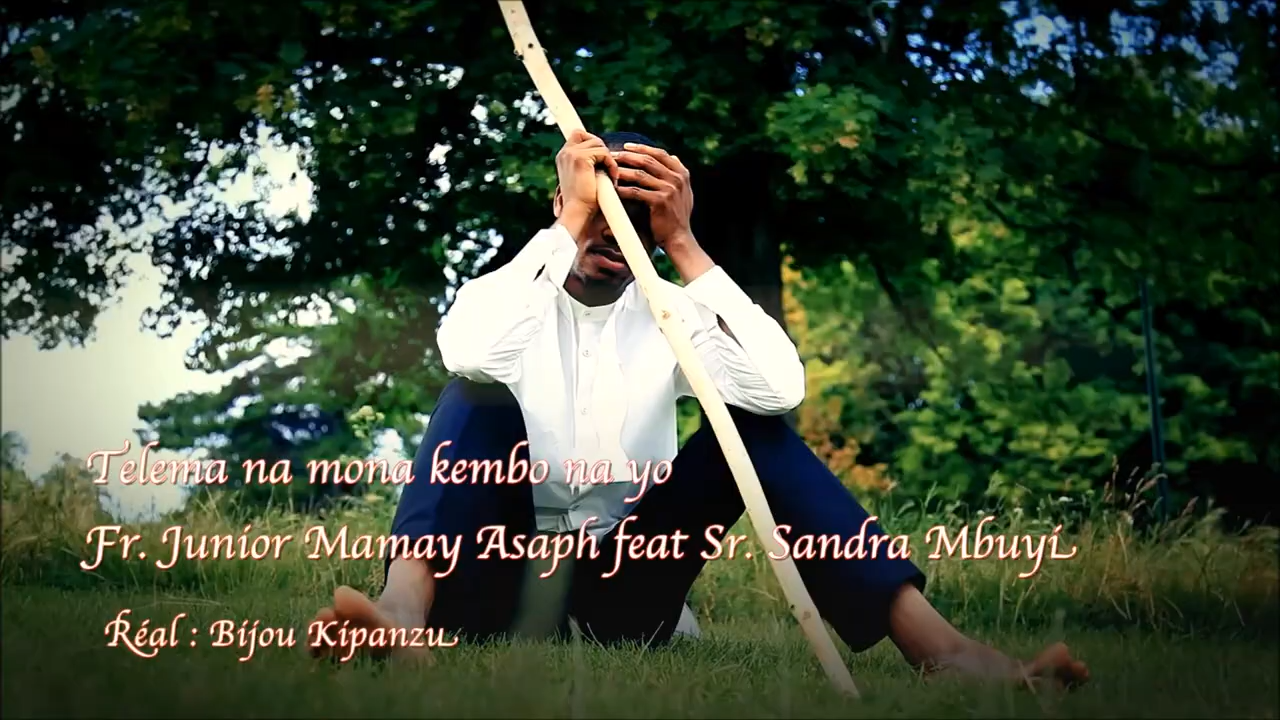 Telema na mona kembo na yo
Fr. Junior Mamay Asaph feat Sr. Sandra Mbuyi
Réal : Bijou Kipanzu